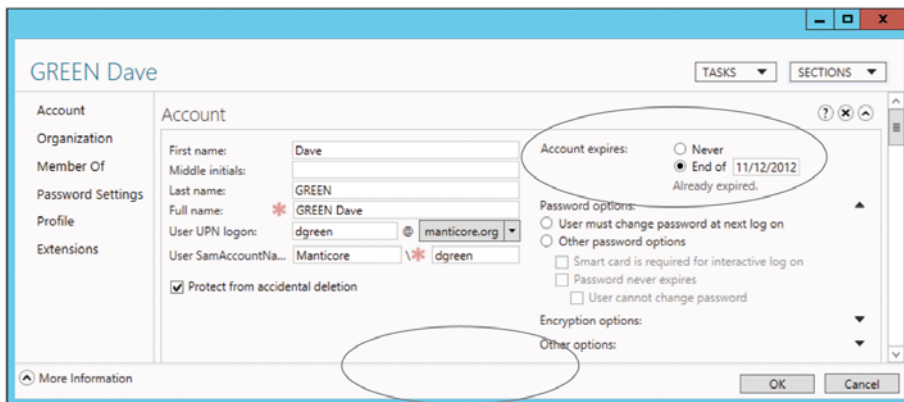 GREEN Dave
TASKS
SECTIONS
Account
Organization
Member Of
Password Settings
Profile
Extensions
Account
First name: Dave
Middle initials:
Last name: GREEN
Full name: * GREEN Dave
User UPN logon: dgreen @ manticore.org
User SamAccountNa... Manticore \* dgreen
Protect from accidental deletion
Account expires: Never
End of 11/12/2012
Already expired.
Password options:
User must change password at next log on
Other password options
Smart card is required for interactive log on
Password never expires
User cannot change password
Encryption options:
Other options:
More Information
OK Cancel